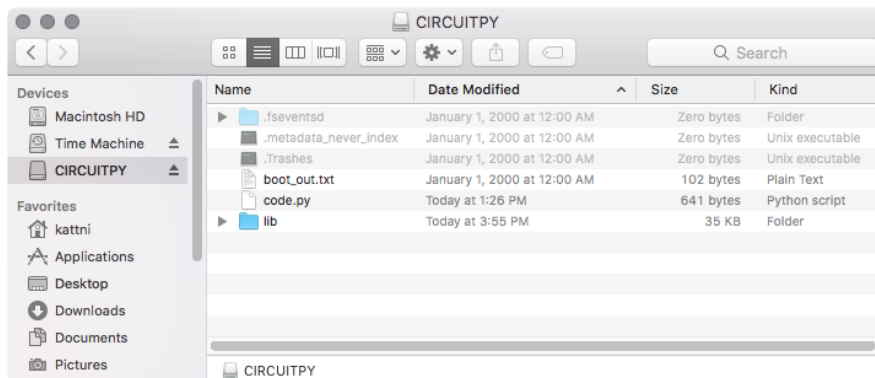 CIRCUITPY
Search
Devices
Macintosh HD
Time Machine
CIRCUITPY
Favorites
kattni
Applications
Desktop
Downloads
Documents
Pictures
Name Date Modified Size Kind
.fseventsd January 1, 2000 at 12:00 AM Zero bytes Folder
.metadata_never_index January 1, 2000 at 12:00 AM Zero bytes Unix executable
.Trashes January 1, 2000 at 12:00 AM Zero bytes Unix executable
boot_out.txt January 1, 2000 at 12:00 AM 102 bytes Plain Text
code.py Today at 1:26 PM 641 bytes Python script
lib Today at 3:55 PM 35 KB Folder
CIRCUITPY